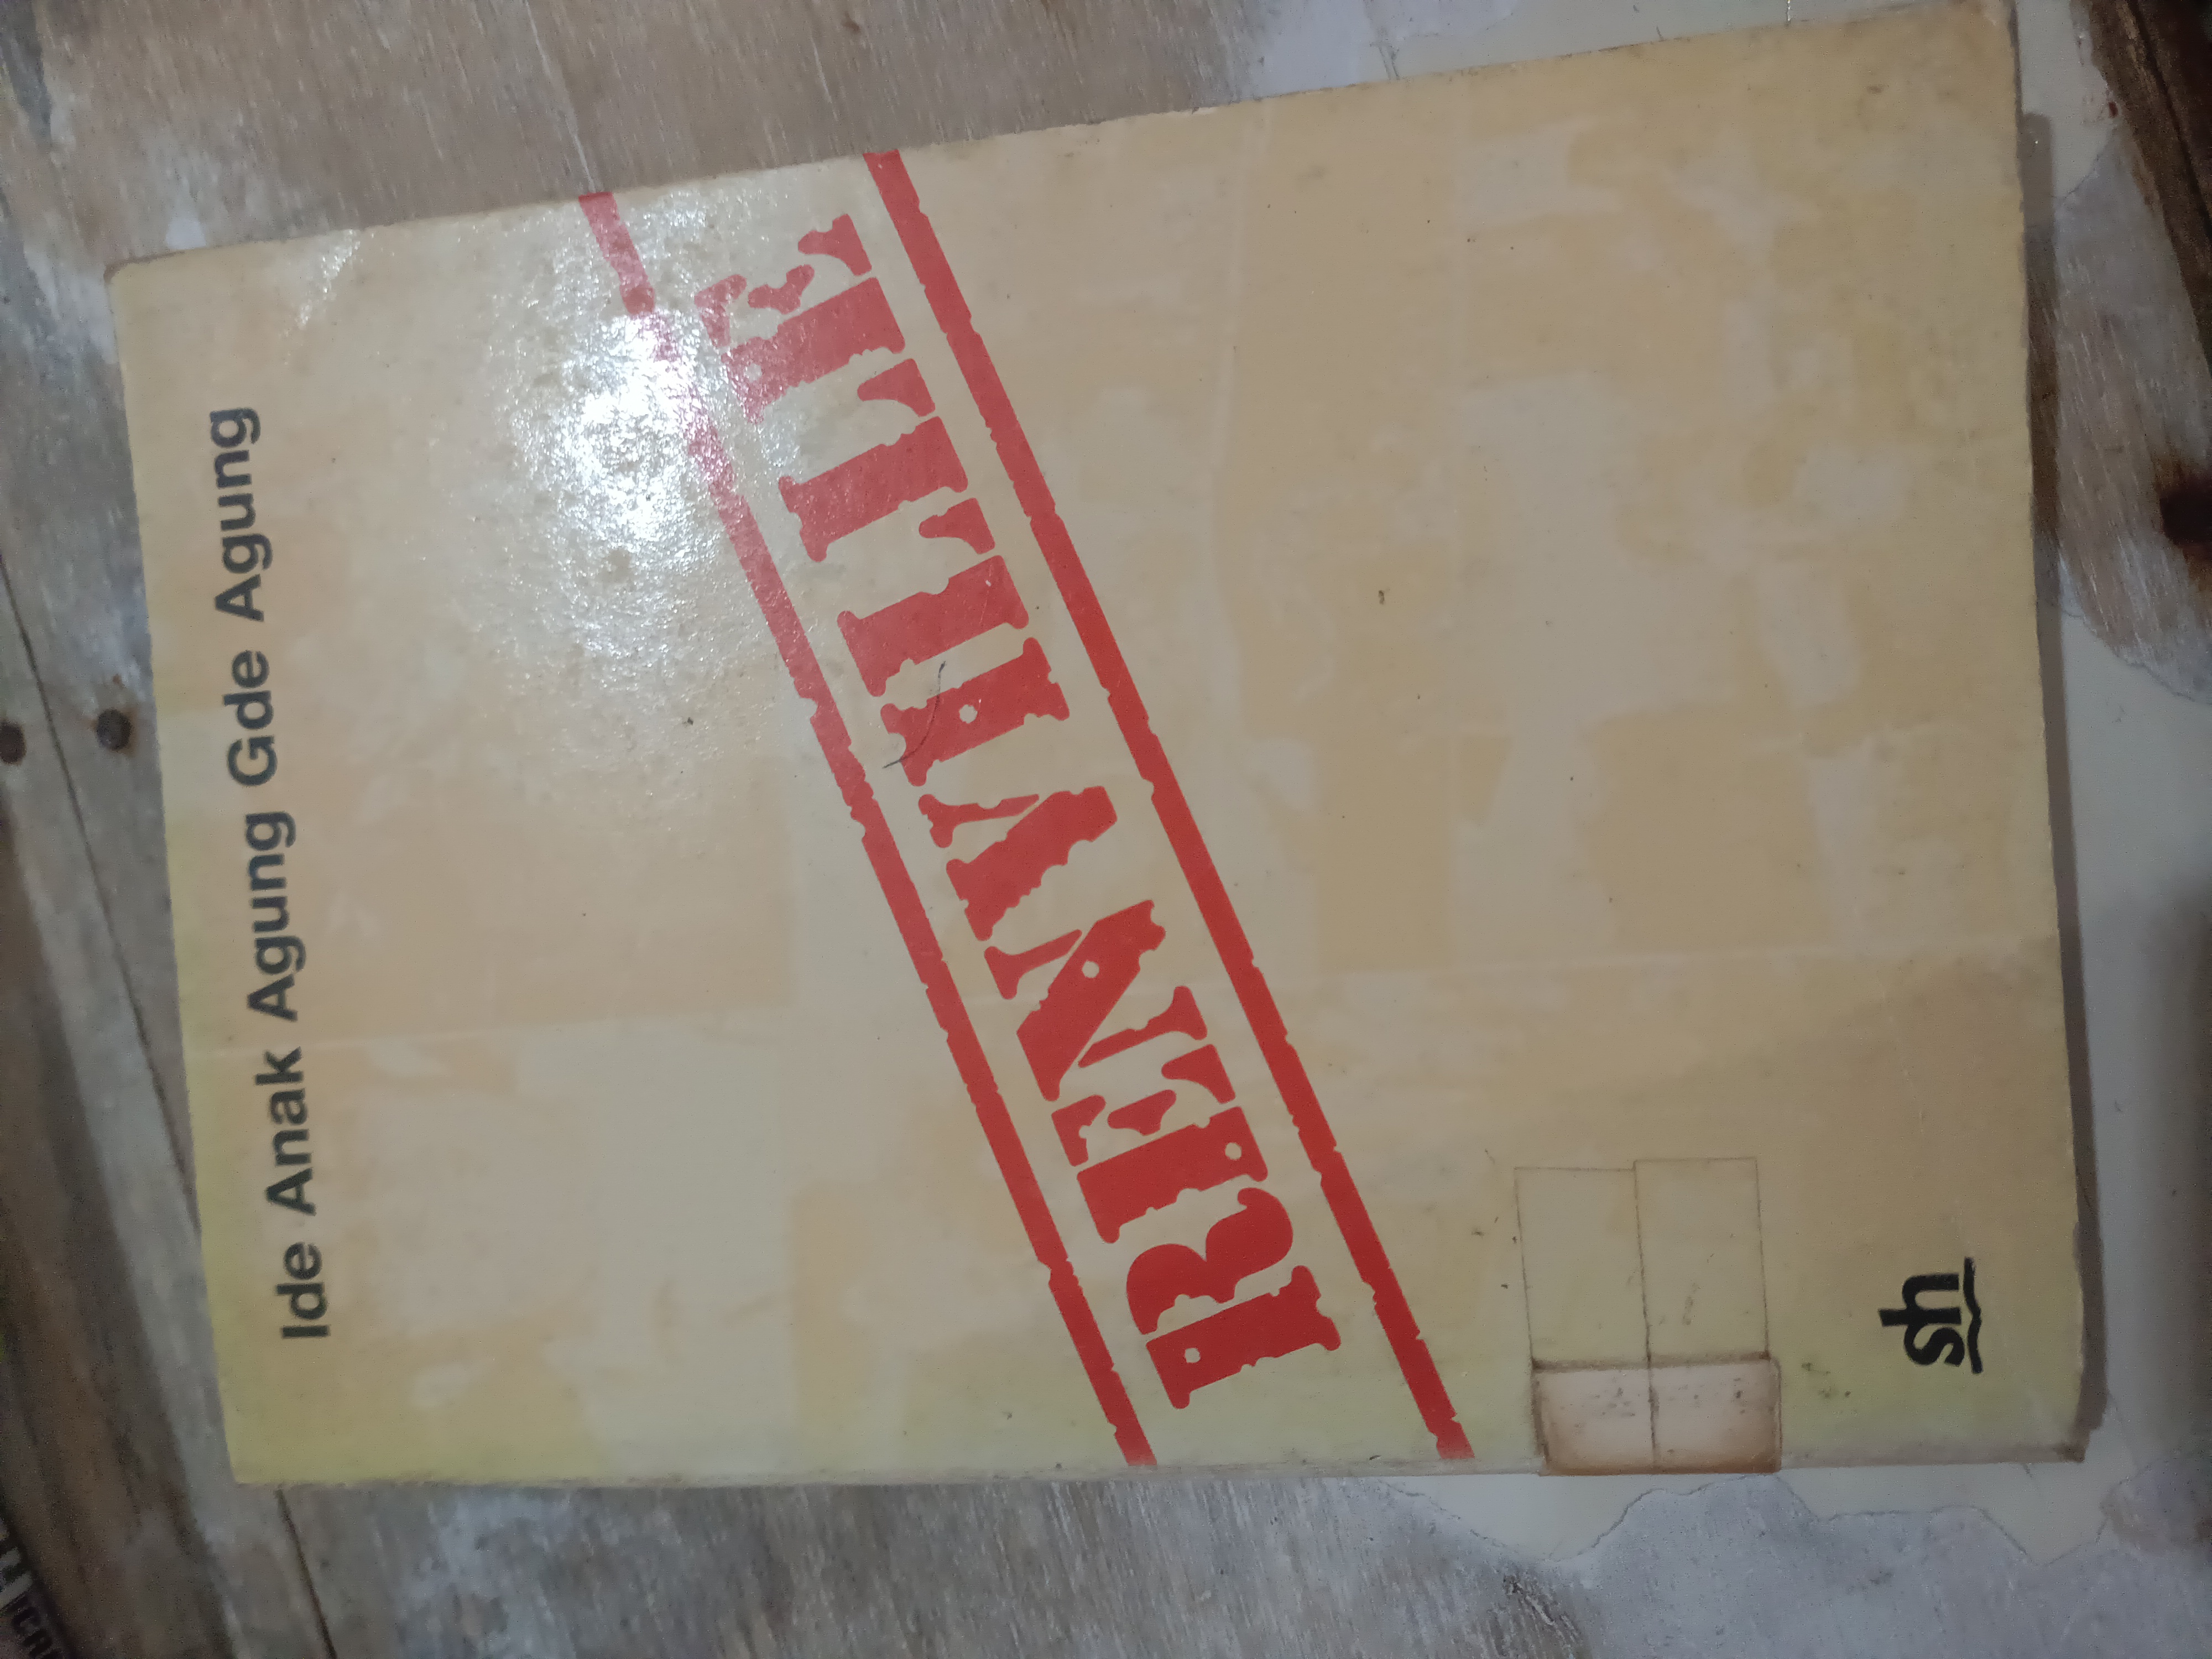 Ide Anak Agung Gde Agung
RENVILLE
sh